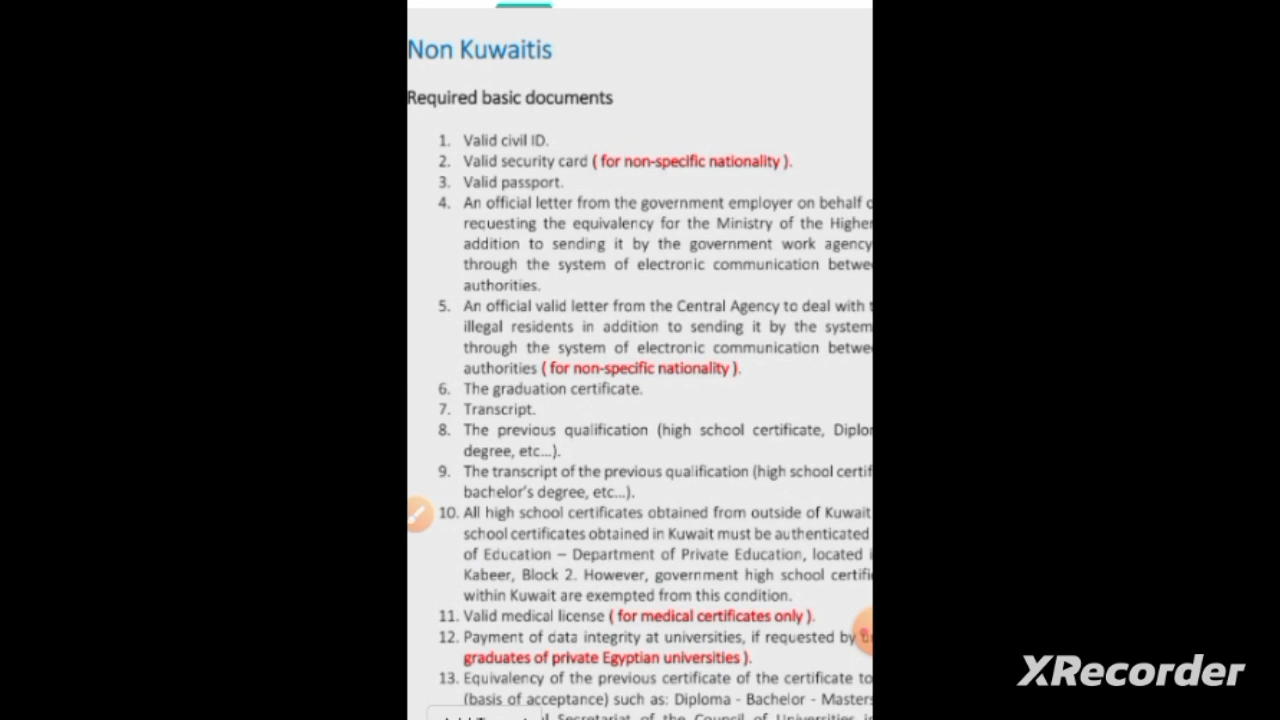 Non Kuwaitis
Required basic documents
1. Valid civil ID.
2. Valid security card ( for non-specific nationality ).
3. Valid passport.
4. An official letter from the government employer on behalf
requesting the equivalency for the Ministry of the Higher
addition to sending it by the government work agency
through the system of electronic communication betwe
authorities.
5. An official valid letter from the Central Agency to deal with
illegal residents in addition to sending it by the system
through the system of electronic communication betwe
authorities ( for non-specific nationality ).
6. The graduation certificate.
7. Transcript.
8. The previous qualification (high school certificate, Diplo
degree, etc...).
9. The transcript of the previous qualification (high school certif
bachelor's degree, etc...).
10. All high school certificates obtained from outside of Kuwait
school certificates obtained in Kuwait must be authenticated
of Education – Department of Private Education, located
Kabeer, Block 2. However, government high school certifi
within Kuwait are exempted from this condition.
11. Valid medical license ( for medical certificates only ).
12. Payment of data integrity at universities, if requested by
graduates of private Egyptian universities ).
13. Equivalency of the previous certificate of the certificate to
(basis of acceptance) such as: Diploma - Bachelor - Masters
Secretariat of the Council of Universities
XRecorder